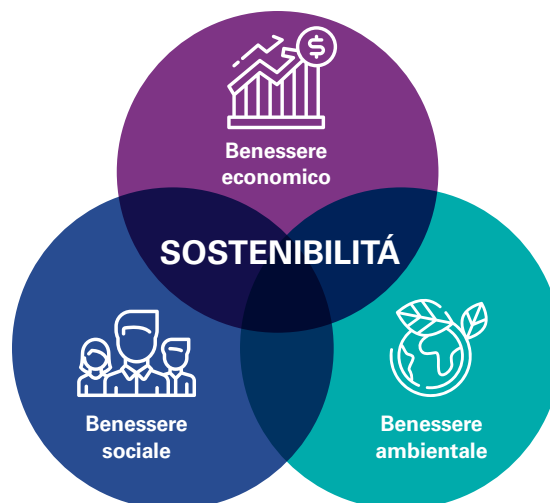 $
Benessere
economico
SOSTENIBILITÁ
Benessere
sociale
Benessere
ambientale